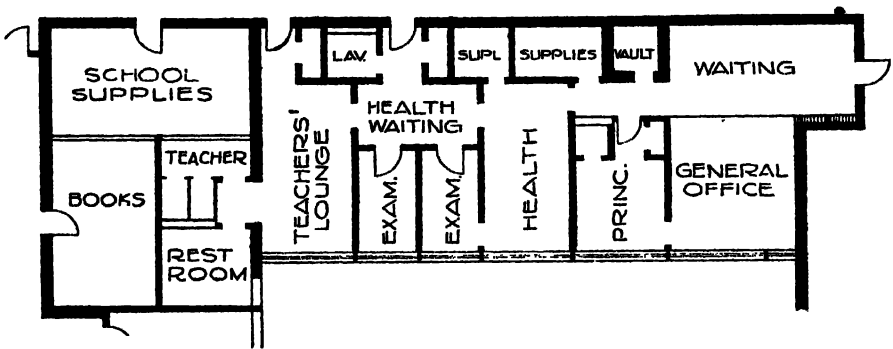 SCHOOL
SUPPLIES
LAV.
SUPL
SUPPLIES
VAULT
WAITING
HEALTH
WAITING
TEACHERS'
LOUNGE
TEACHER
BOOKS
REST
ROOM
EXAM.
EXAM.
HEALTH
PRINC.
GENERAL
OFFICE